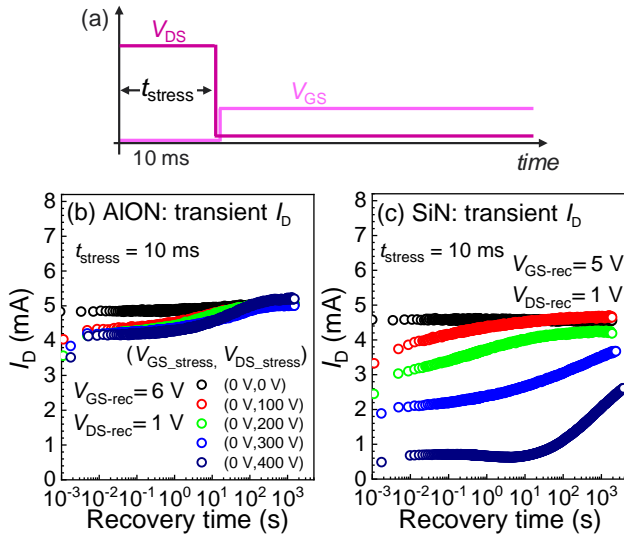 (a)
V_DS
t_stress
V_GS
10 ms
time
(b) AlON: transient I_D
t_stress = 10 ms
I_D (mA)
6
5
4
3
2
1
0
(V_GS_stress, V_DS_stress)
V_GS-rec = 6 V
V_DS-rec = 1 V
(0 V,0 V)
(0 V,100 V)
(0 V,200 V)
(0 V,300 V)
(0 V,400 V)
10^-3 10^-2 10^-1 10^0 10^1 10^2 10^3
Recovery time (s)
(c) SiN: transient I_D
t_stress = 10 ms
V_GS-rec = 5 V
V_DS-rec = 1 V
I_D (mA)
8
7
6
5
4
3
2
1
0
10^-3 10^-2 10^-1 10^0 10^1 10^2 10^3
Recovery time (s)